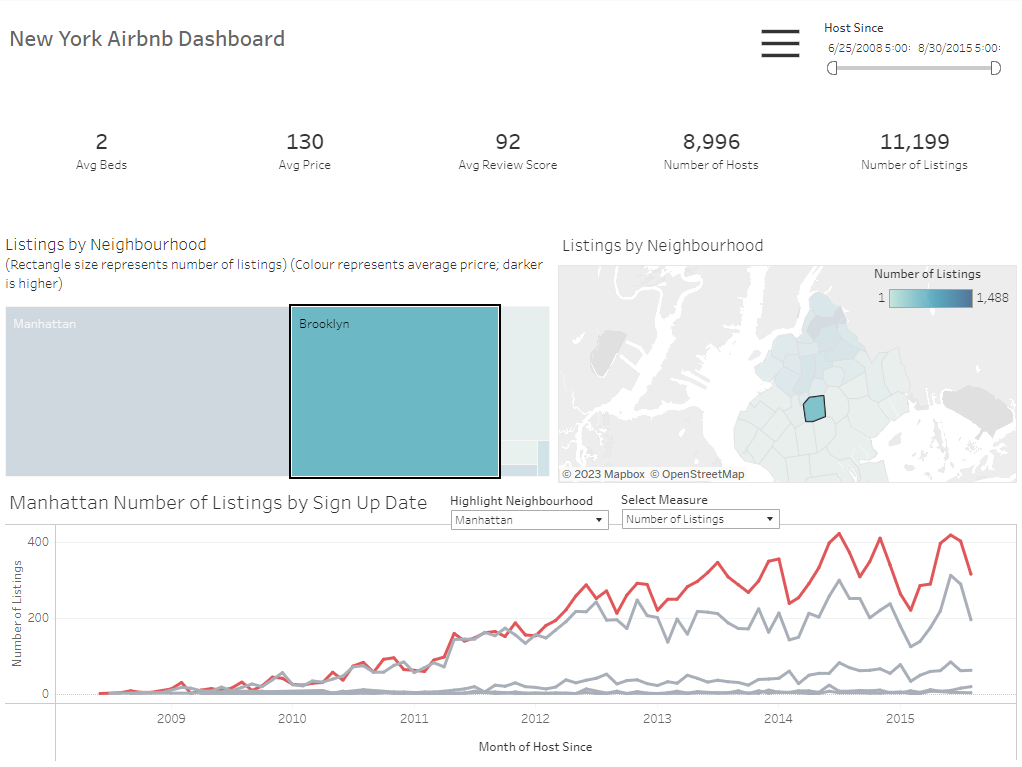 New York Airbnb Dashboard
Host Since
6/25/2008 5:00: 8/30/2015 5:00:
2
Avg Beds
130
Avg Price
92
Avg Review Score
8,996
Number of Hosts
11,199
Number of Listings
Listings by Neighbourhood
(Rectangle size represents number of listings) (Colour represents average pricre; darker
is higher)
Manhattan
Brooklyn
Listings by Neighbourhood
Number of Listings
1
1,488
© 2023 Mapbox © OpenStreetMap
Manhattan Number of Listings by Sign Up Date
Highlight Neighbourhood
Manhattan
Select Measure
Number of Listings
Number of Listings
400
200
0
2009
2010
2011
2012
2013
2014
2015
Month of Host Since